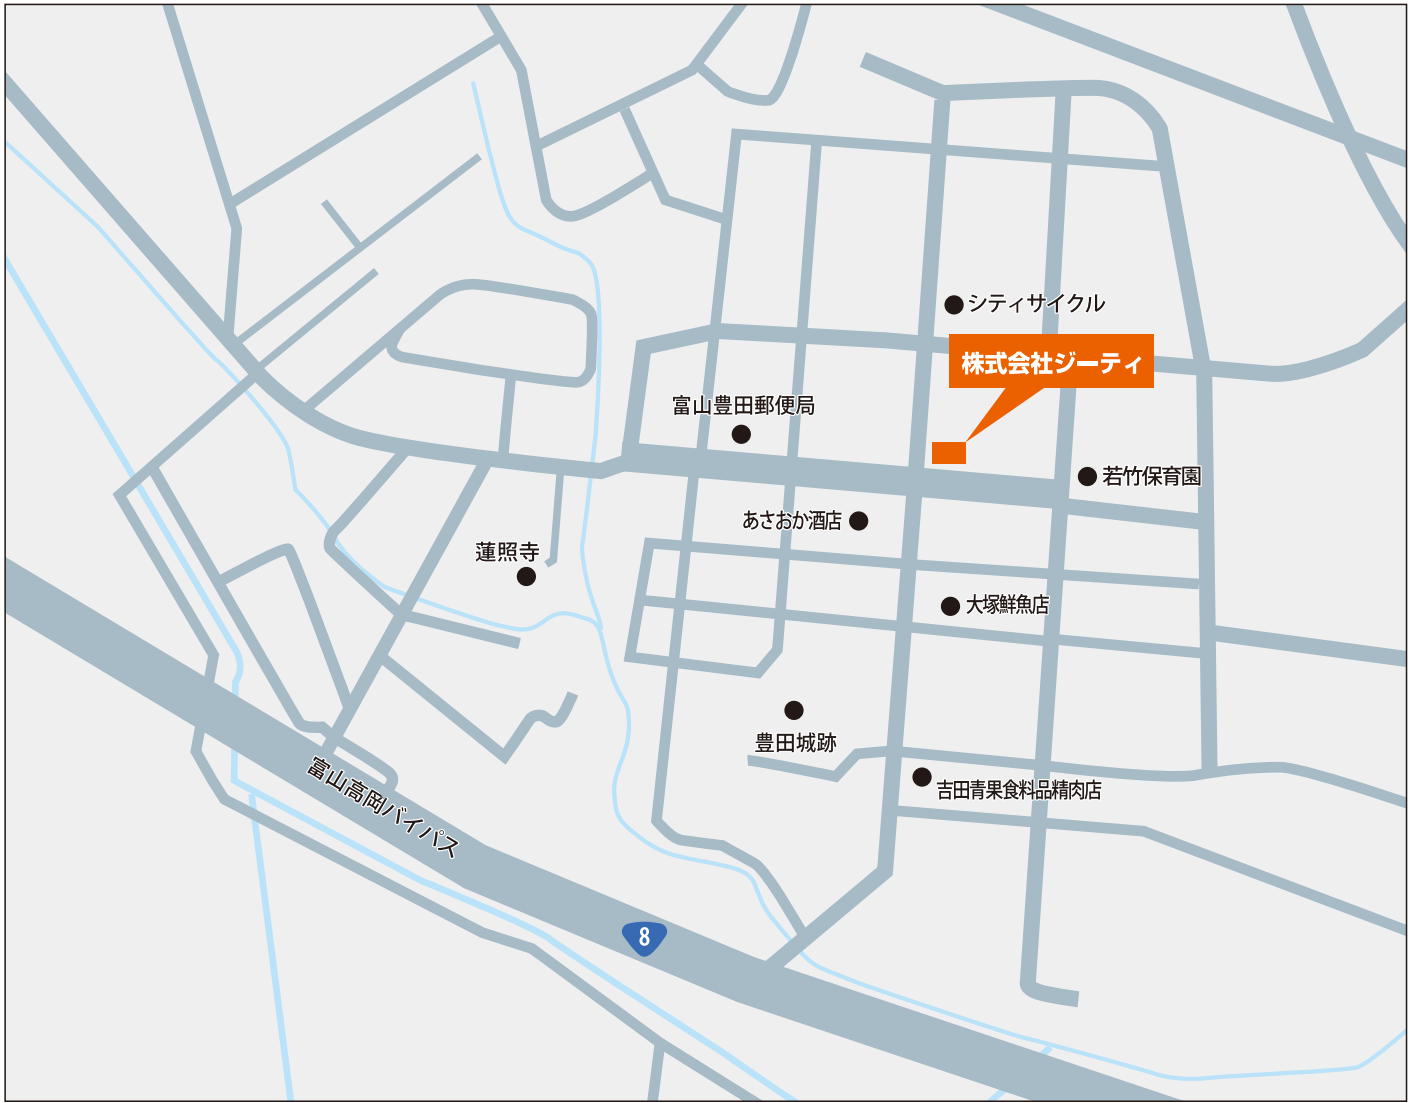 シティサイクル
株式会社ジーティ
富山豊田郵便局
若竹保育園
あさおか酒店
蓮照寺
大塚鮮魚店
豊田城跡
吉田青果食料品精肉店
富山高岡バイパス
8